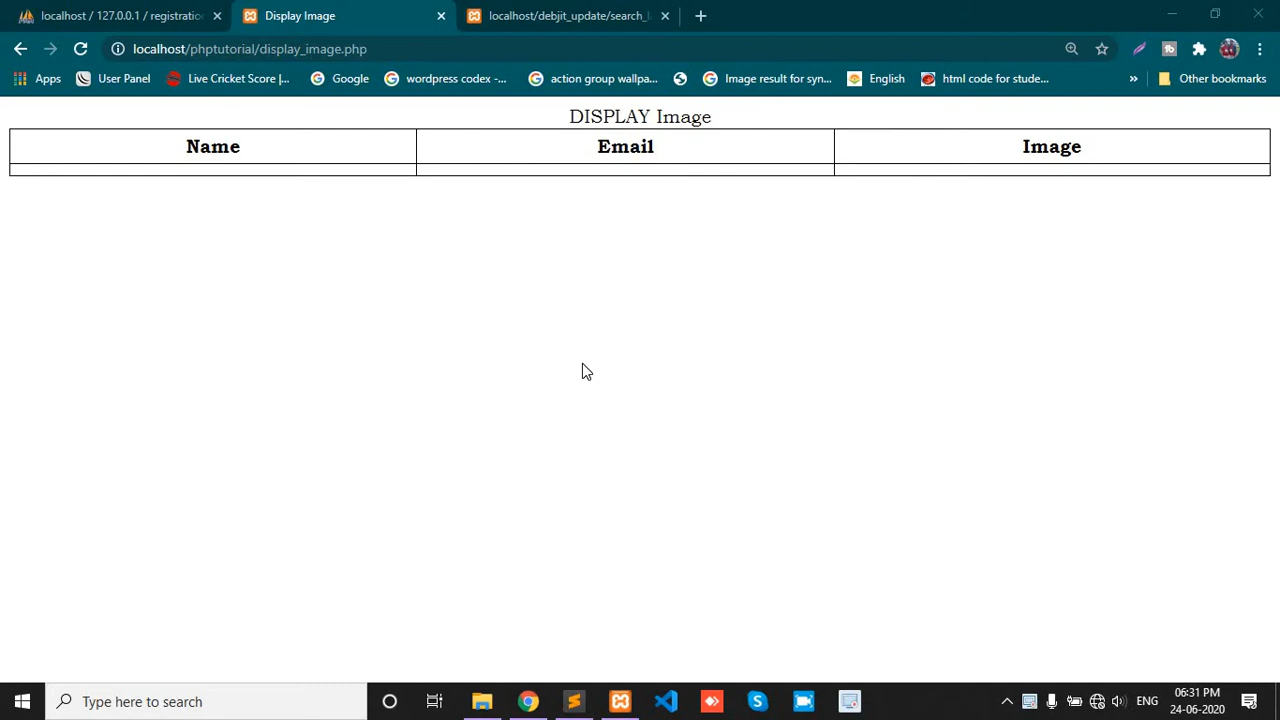 localhost / 127.0.0.1 / registration
Display Image
localhost/debjit_update/search_l
localhost/phptutorial/display_image.php
Apps
User Panel
Live Cricket Score |...
Google
wordpress codex -...
action group wallpa...
Image result for syn...
English
html code for stude...
»
Other bookmarks
DISPLAY Image
Name Email Image
Type here to search
ENG
06:31 PM
24-06-2020